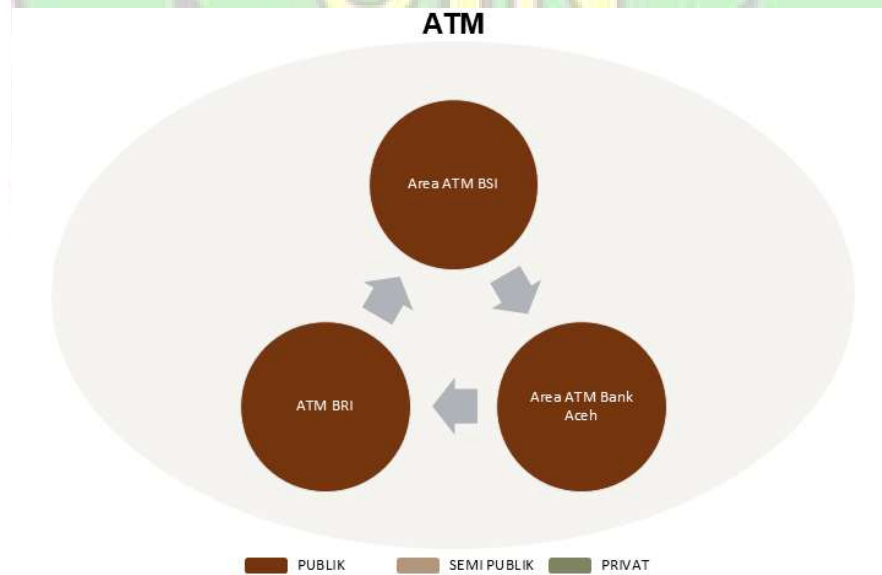 ATM
Area ATM BSI
ATM BRI
Area ATM Bank
Aceh
PUBLIK
SEMI PUBLIK
PRIVAT